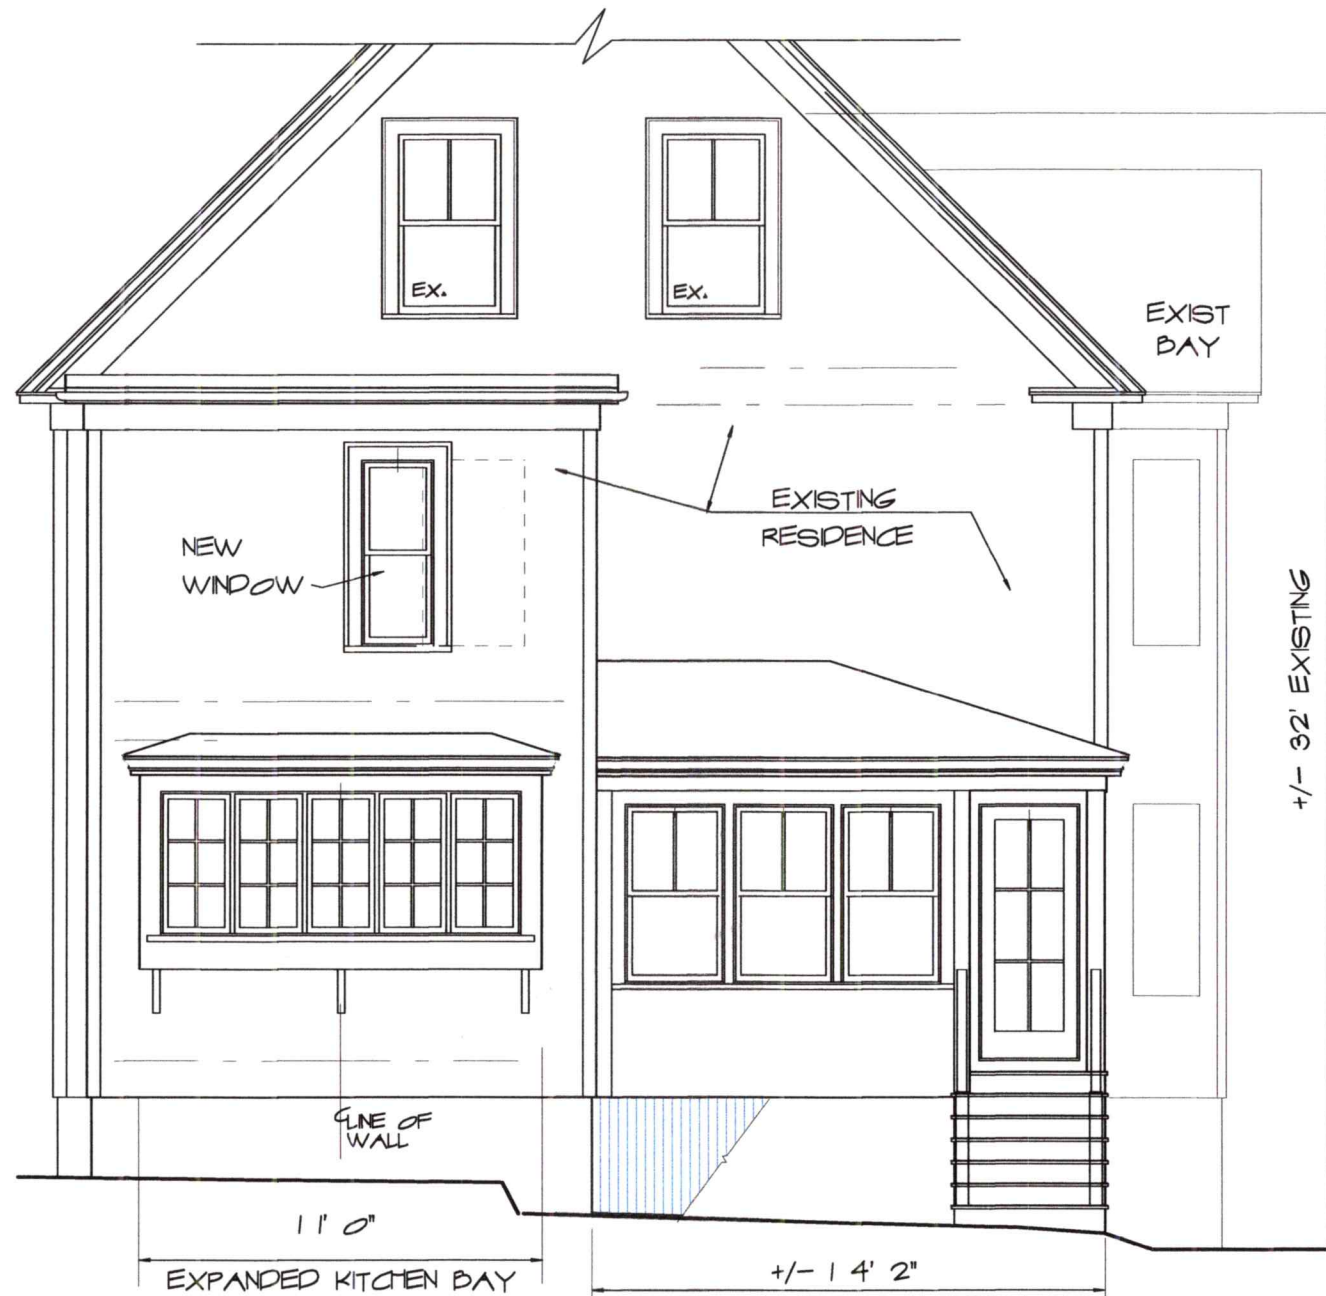 EX.
EX.
EXIST
BAY
EXISTING
RESIDENCE
NEW
WINDOW
+/- 32' EXISTING
℄LINE OF
WALL
11' 0"
EXPANDED KITCHEN BAY
+/- 14' 2"